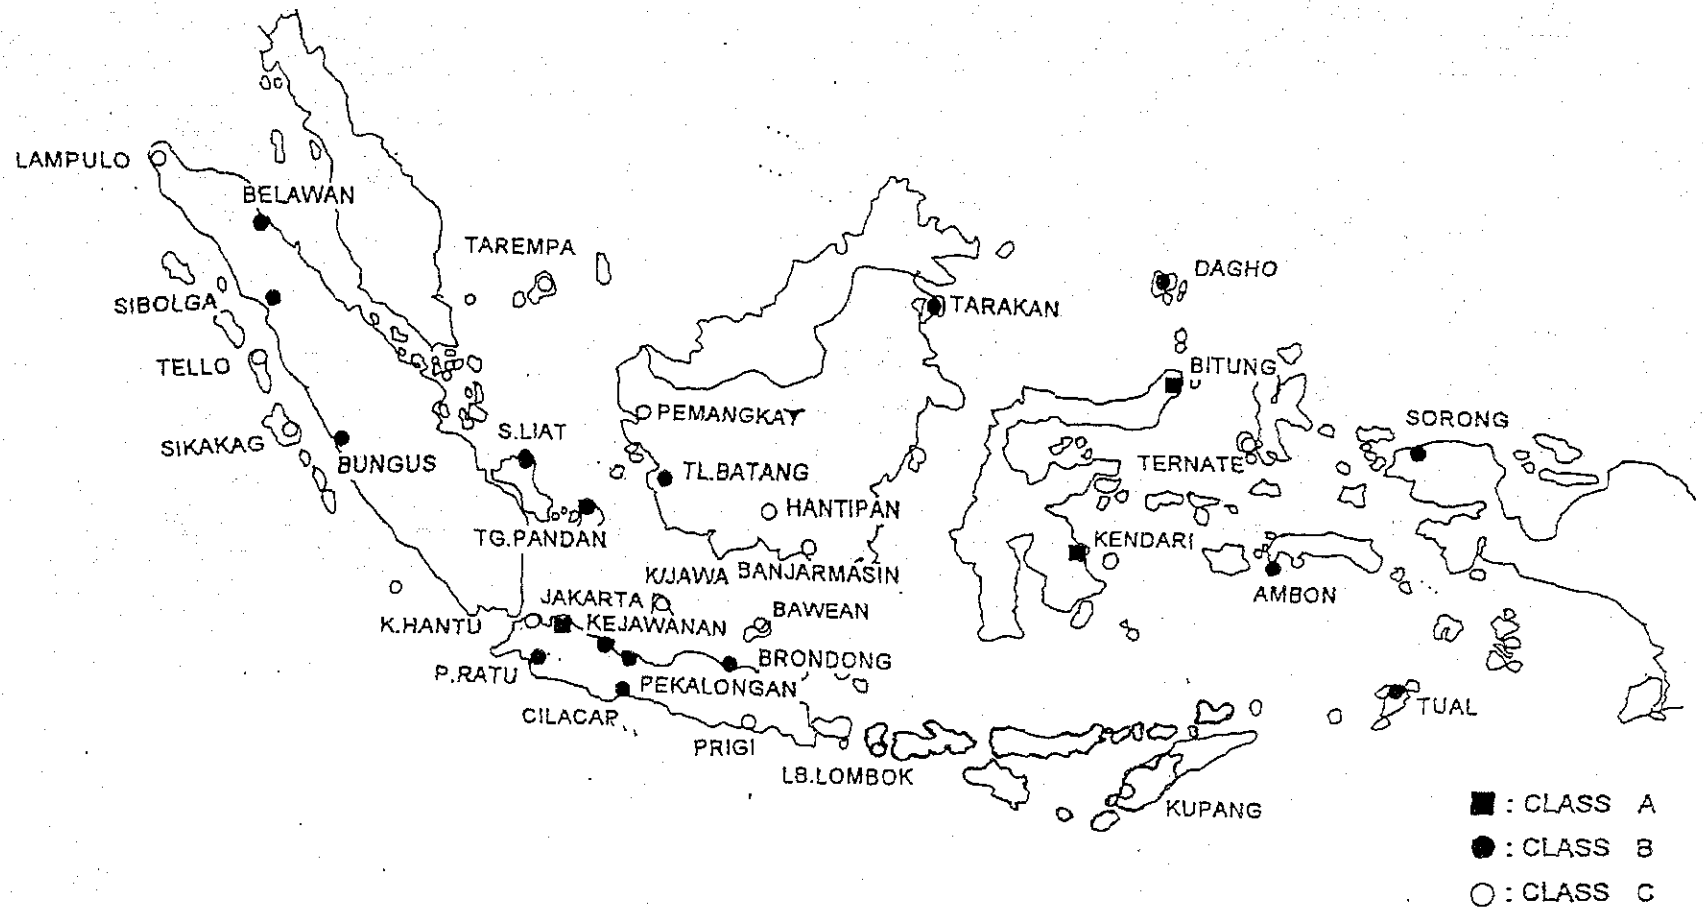 LAMPULO
BELAWAN
TAREMPA
SIBOLGA
DAGHO
TARAKAN
TELLO
BITUNG
PEMANGKAT
SORONG
SIKAKAG
S.LIAT
BUNGUS
TERNATE
TL.BATANG
HANTIPAN
TG.PANDAN
KENDARI
K/JAWA
BANJARMASIN
AMBON
JAKARTA
BAWEAN
K.HANTU
KEJAWANAN
BRONDONG
P.RATU
PEKALONGAN
CILACAP
TUAL
PRIGI
LB.LOMBOK
KUPANG
■ : CLASS A
● : CLASS B
○ : CLASS C